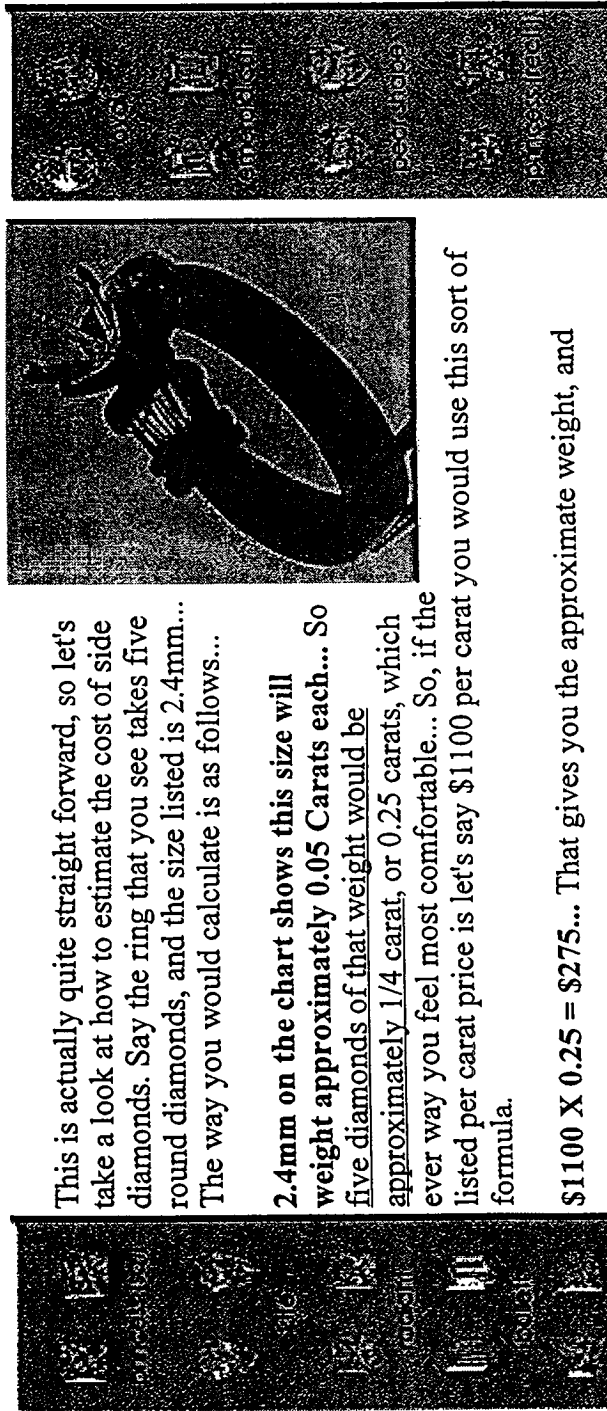 This is actually quite straight forward, so let's
take a look at how to estimate the cost of side
diamonds. Say the ring that you see takes five
round diamonds, and the size listed is 2.4mm...
The way you would calculate is as follows...
2.4mm on the chart shows this size will
weight approximately 0.05 Carats each... So
five diamonds of that weight would be
approximately 1/4 carat, or 0.25 carats, which
ever way you feel most comfortable... So, if the
listed per carat price is let's say $1100 per carat you would use this sort of
formula.
$1100 X 0.25 = $275... That gives you the approximate weight, and
pear shape